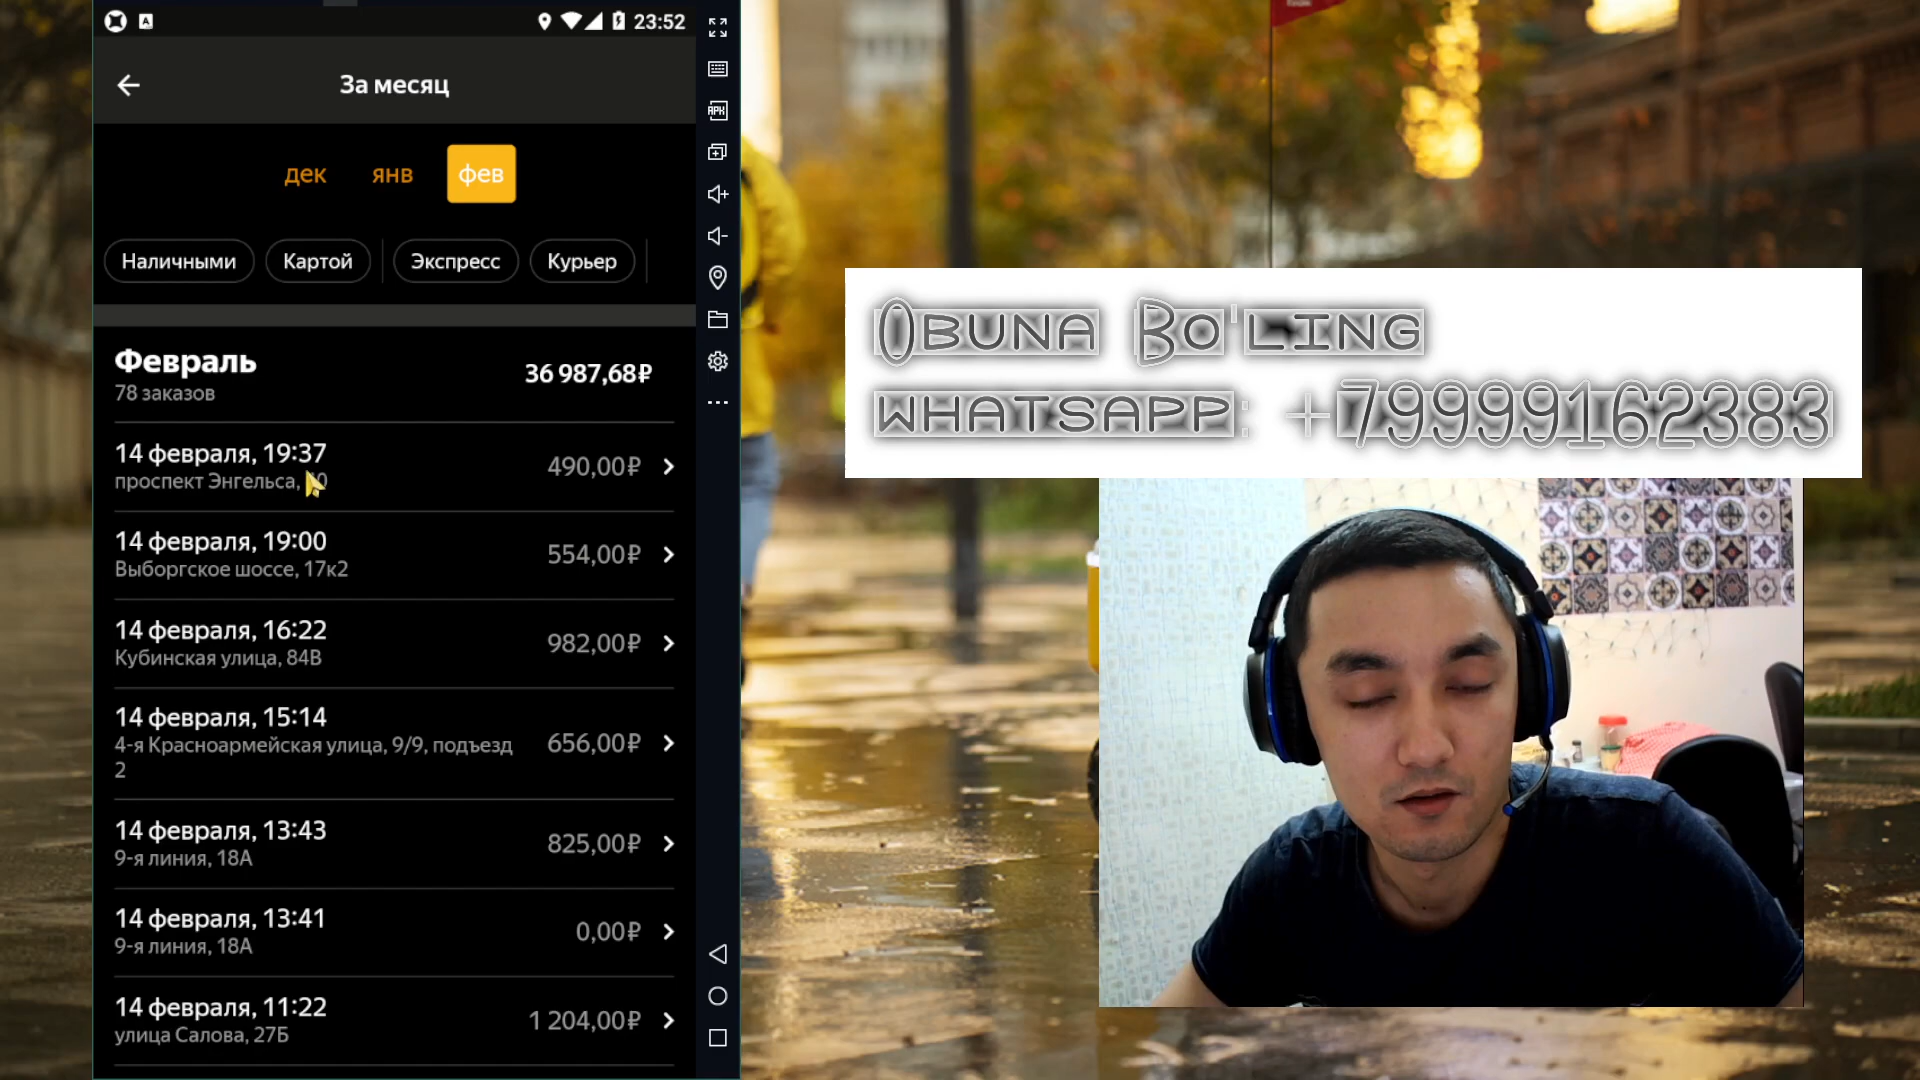 23:52
За месяц
дек янв фев
Наличными Картой Экспресс Курьер
Февраль
36 987,68₽
78 заказов
14 февраля, 19:37
490,00₽
проспект Энгельса,
14 февраля, 19:00
554,00₽
Выборгское шоссе, 17к2
14 февраля, 16:22
982,00₽
Кубинская улица, 84В
14 февраля, 15:14
656,00₽
4-я Красноармейская улица, 9/9, подъезд
2
14 февраля, 13:43
825,00₽
9-я линия, 18А
14 февраля, 13:41
0,00₽
9-я линия, 18А
14 февраля, 11:22
1 204,00₽
улица Салова, 27Б
APK
Obuna Bo'ling
whatsapp: +79999162383